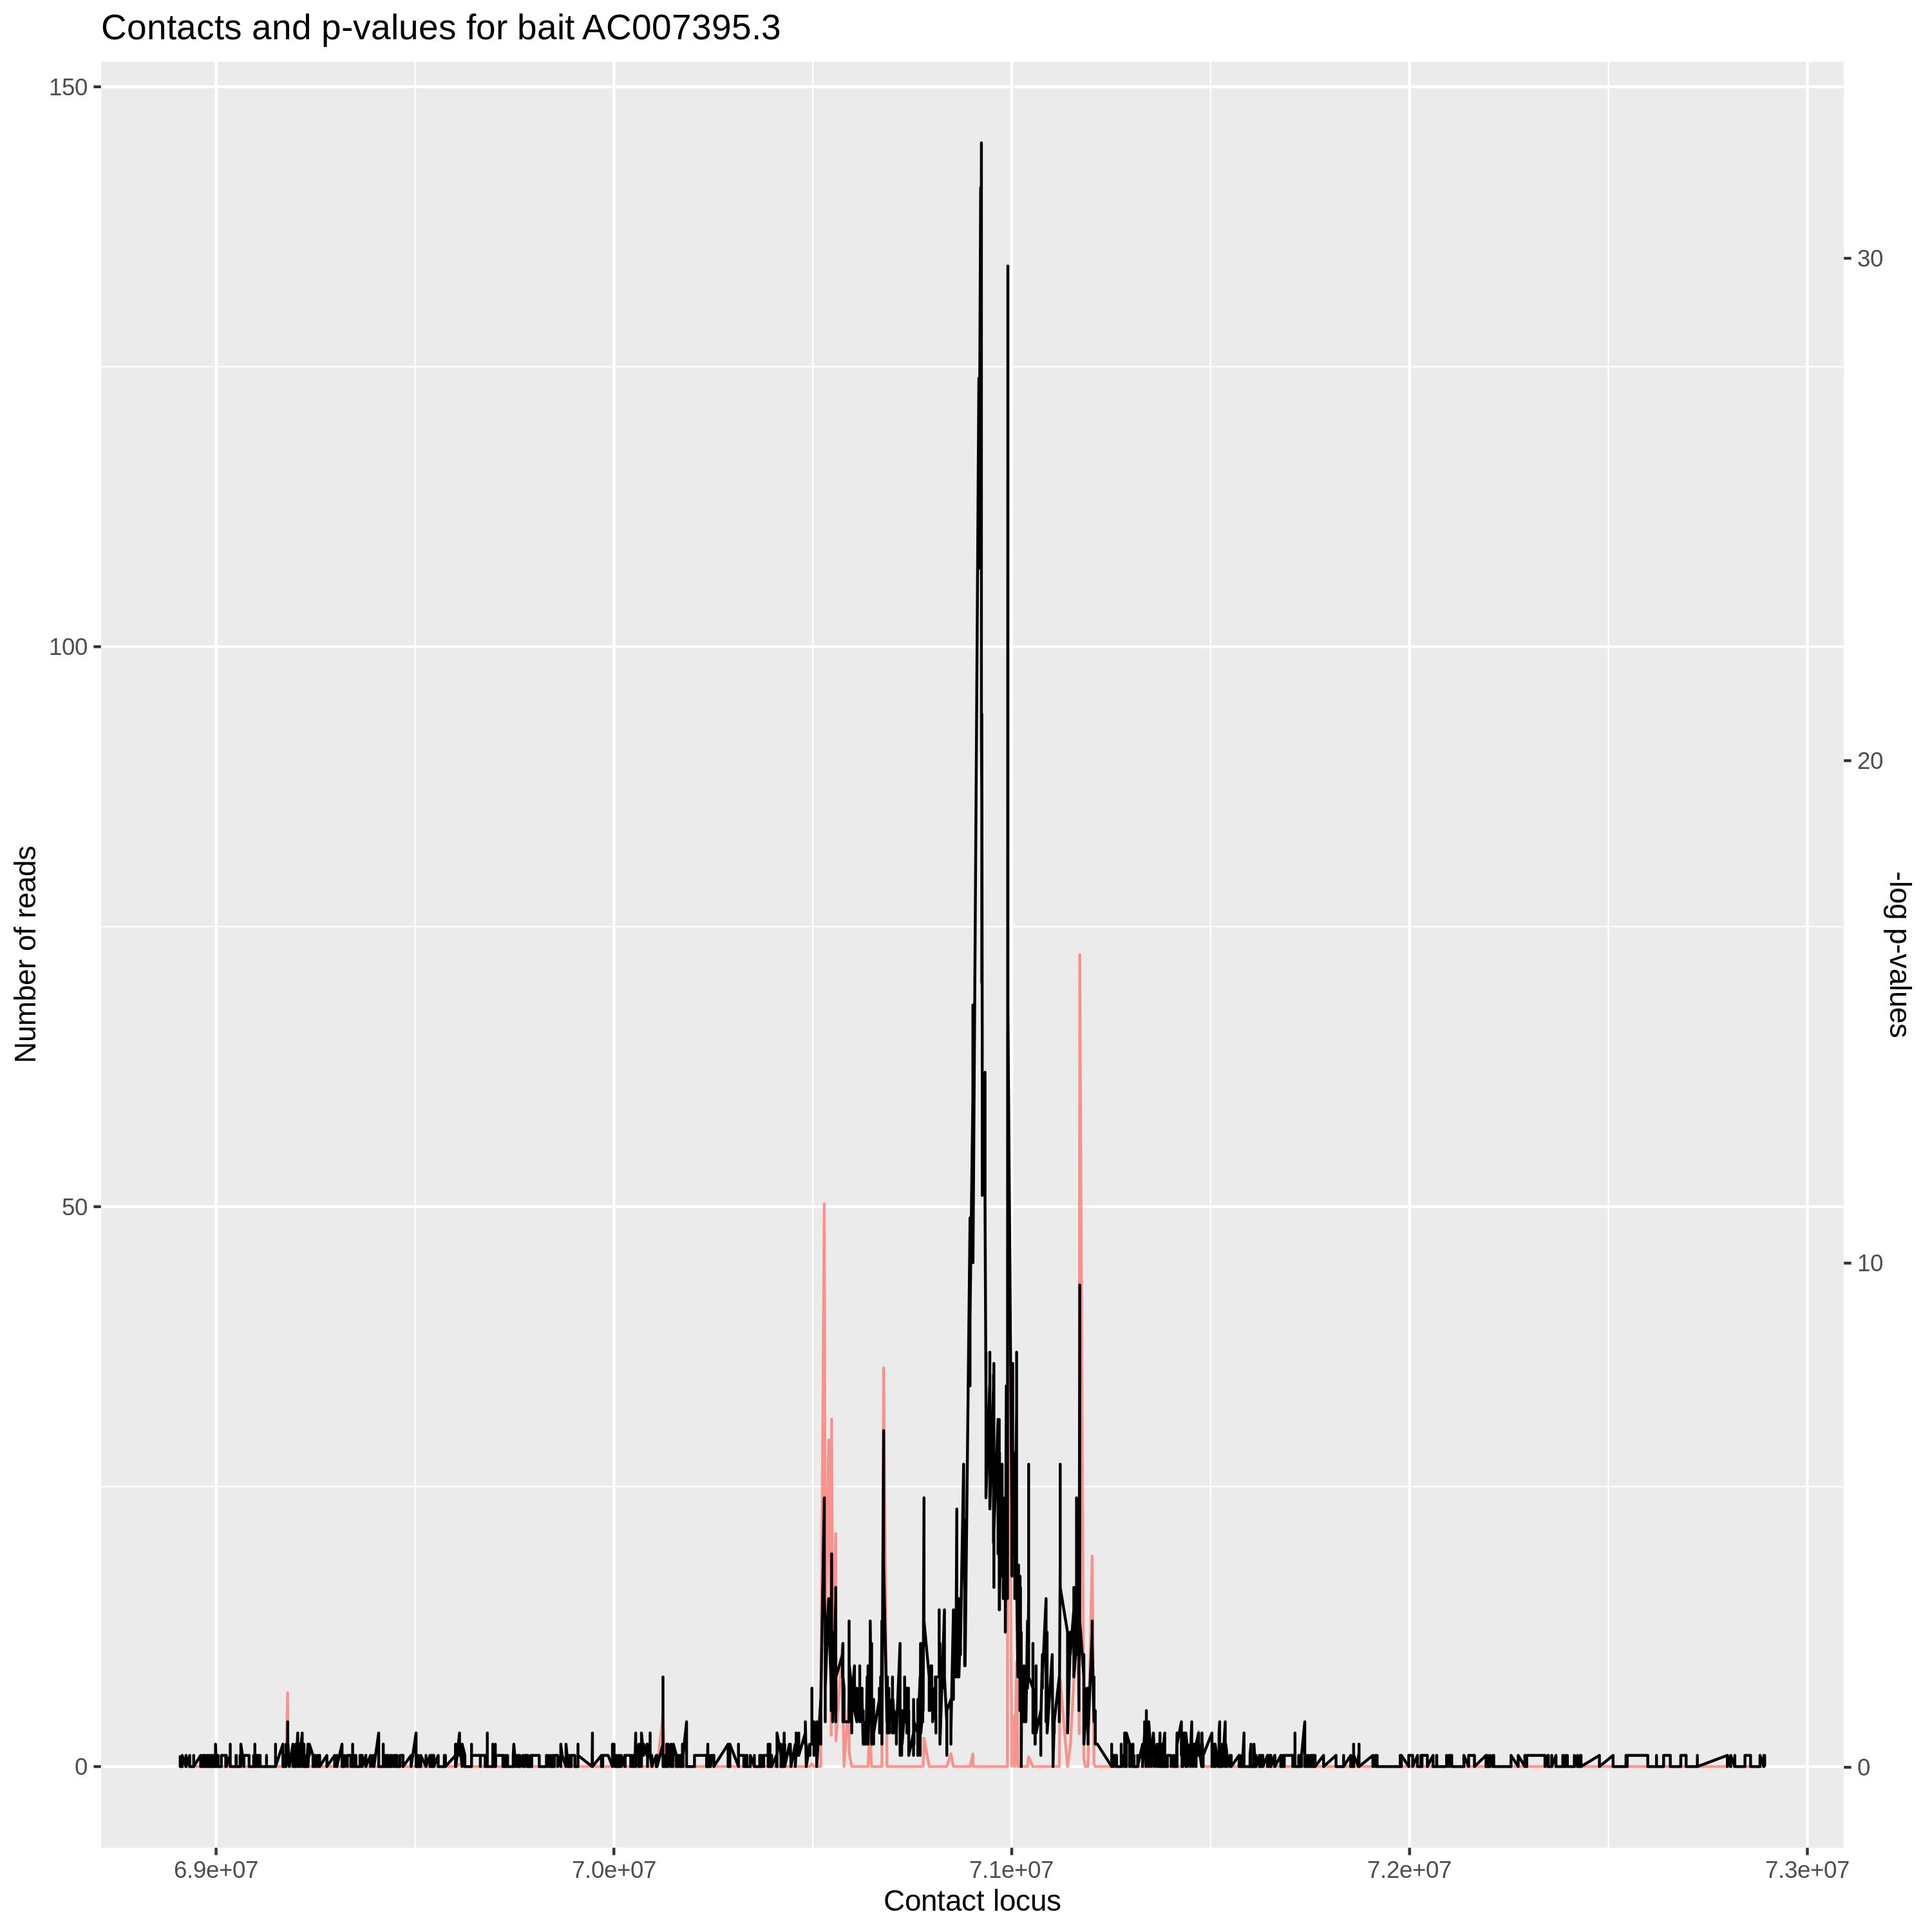 Contacts and p-values for bait AC007395.3
150
100
50
0
Number of reads
30
20
10
0
-log p-values
6.9e+07
7.0e+07
7.1e+07
7.2e+07
7.3e+07
Contact locus